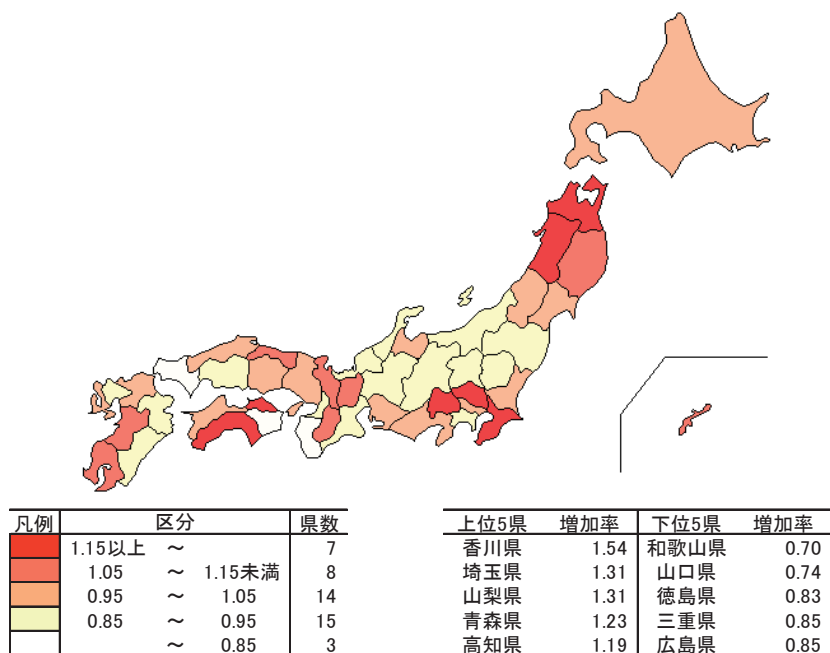 凡例 区分 県数
1.15以上 ～ 7
1.05 ～ 1.15未満 8
0.95 ～ 1.05 14
0.85 ～ 0.95 15
～ 0.85 3
上位5県 増加率 下位5県 増加率
香川県 1.54 和歌山県 0.70
埼玉県 1.31 山口県 0.74
山梨県 1.31 徳島県 0.83
青森県 1.23 三重県 0.85
高知県 1.19 広島県 0.85